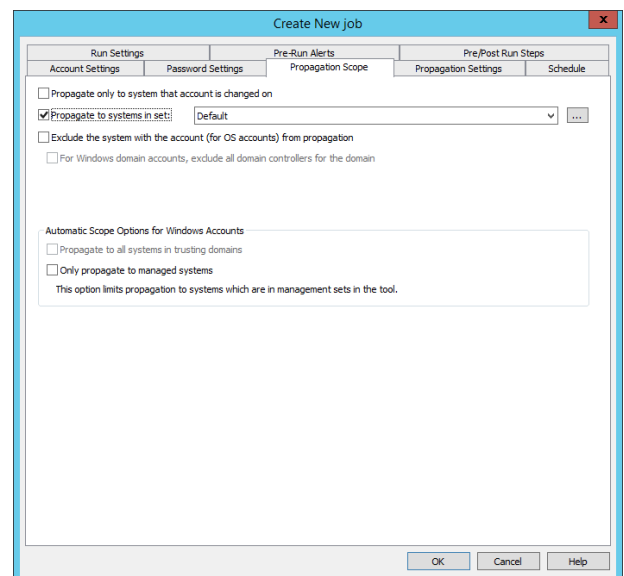 Create New job
x
Run Settings
Pre-Run Alerts
Pre/Post Run Steps
Account Settings
Password Settings
Propagation Scope
Propagation Settings
Schedule
Propagate only to system that account is changed on
Propagate to systems in set: Default ...
Exclude the system with the account (for OS accounts) from propagation
For Windows domain accounts, exclude all domain controllers for the domain
Automatic Scope Options for Windows Accounts
Propagate to all systems in trusting domains
Only propagate to managed systems
This option limits propagation to systems which are in management sets in the tool.
OK
Cancel
Help